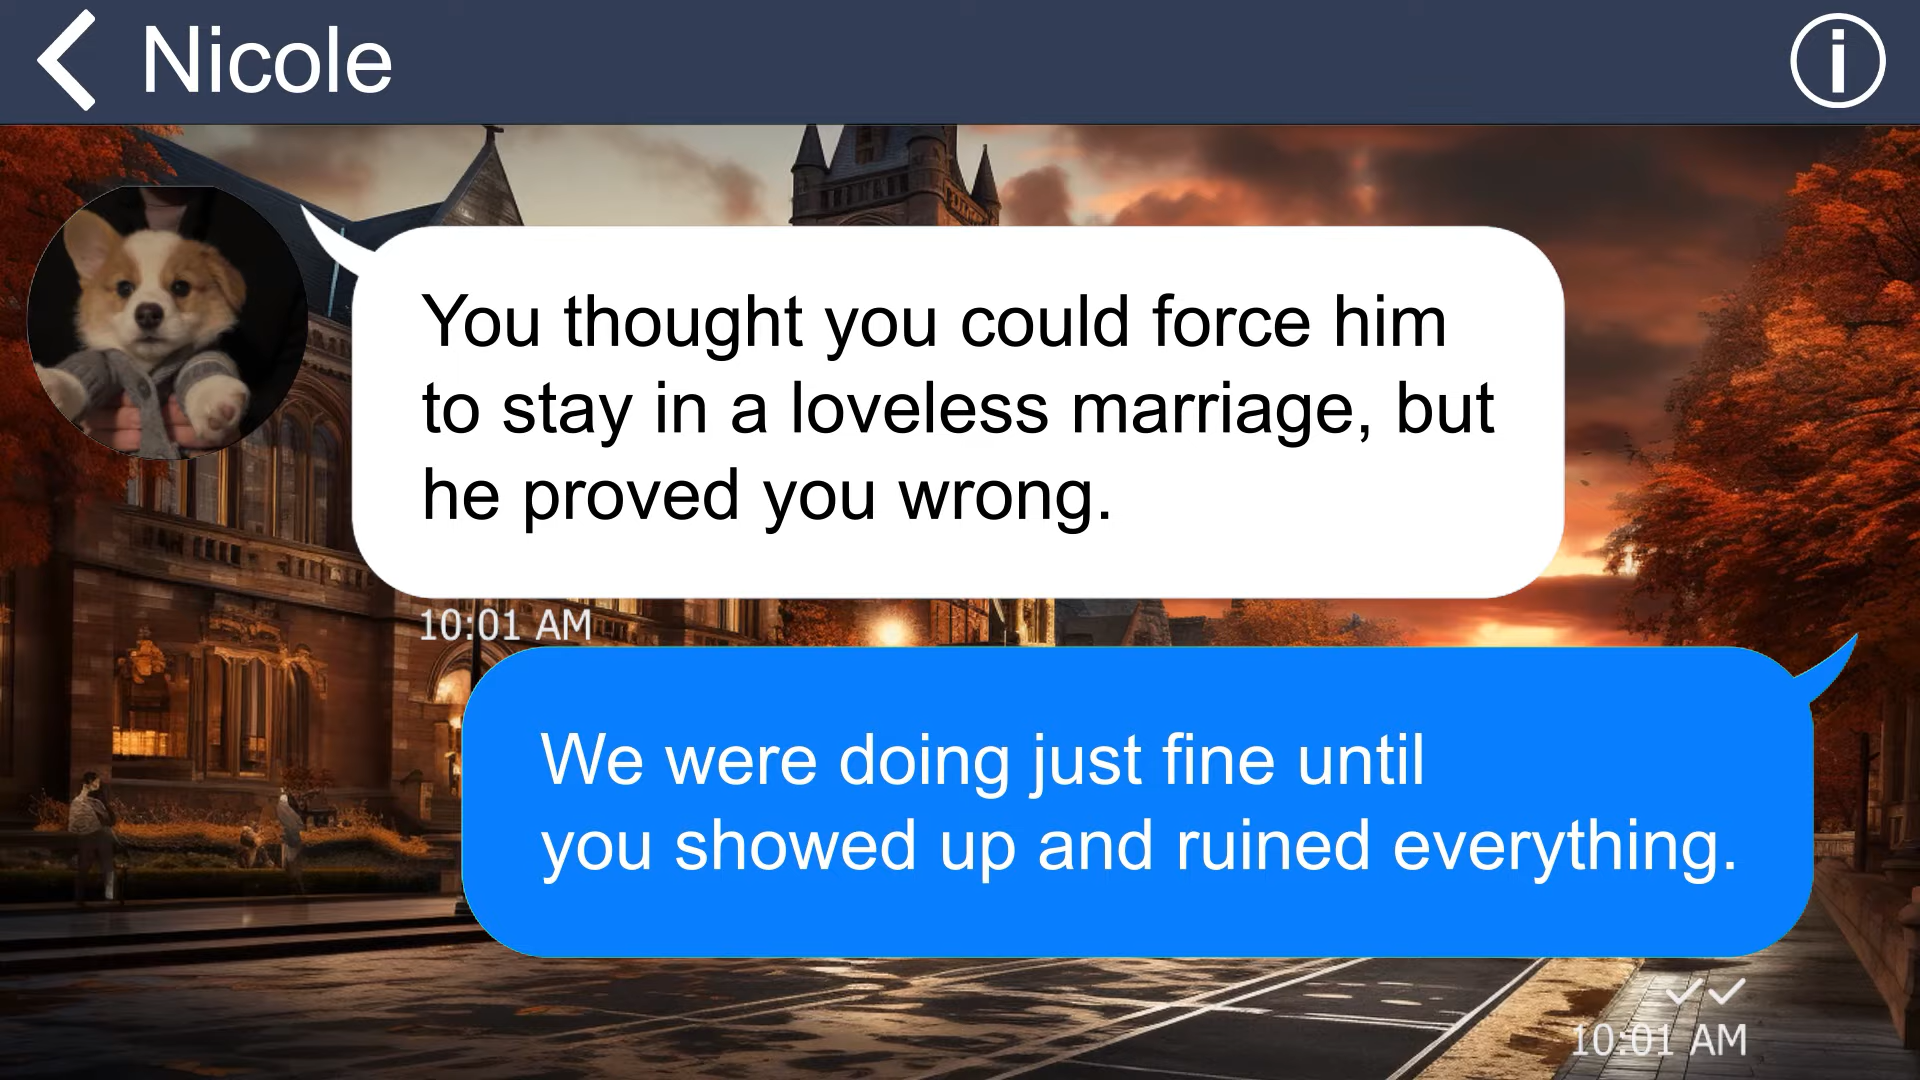 Nicole
You thought you could force him
to stay in a loveless marriage, but
he proved you wrong.
10:01 AM
We were doing just fine until
you showed up and ruined everything.
10:01 AM